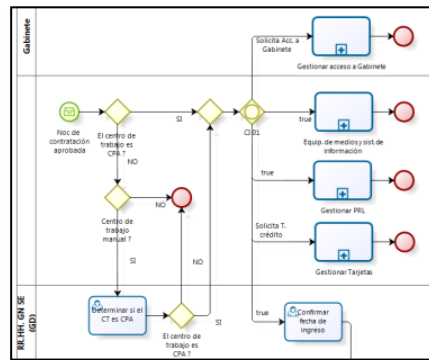 Gabinete
Solicita Acc. a
Gabinete
Gestionar acceso a Gabinete
Noc de
contratación
aprobada
El centro de
trabajo es
CPA ?
SI
CI 01
true
Equip. de medios y sist. de
información
NO
Centro de
trabajo
manual ?
NO
true
Gestionar PRL
Solicita T.
crédito
NO
Gestionar Tarjetas
SI
RR.HH. GN SE
(GD)
Determinar si el
CT es CPA
SI
El centro de
trabajo es
CPA ?
true
Confirmar
fecha de
ingreso